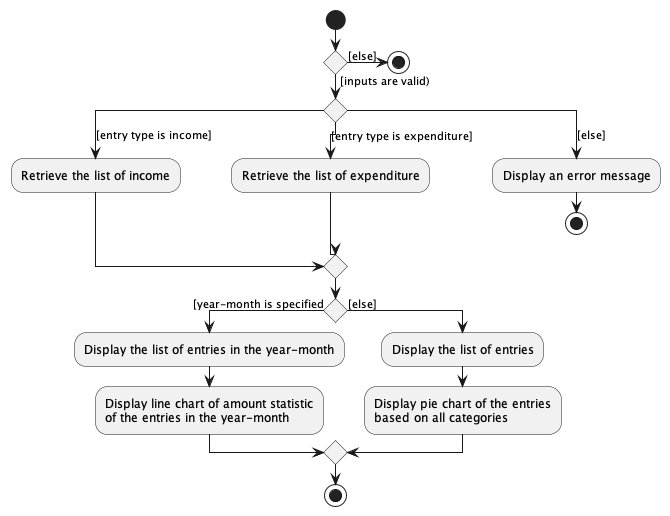 [else]
[inputs are valid)
[entry type is income]
[entry type is expenditure]
[else]
Retrieve the list of income
Retrieve the list of expenditure
Display an error message
[year-month is specified
[else]
Display the list of entries in the year-month
Display the list of entries
Display line chart of amount statistic
of the entries in the year-month
Display pie chart of the entries
based on all categories